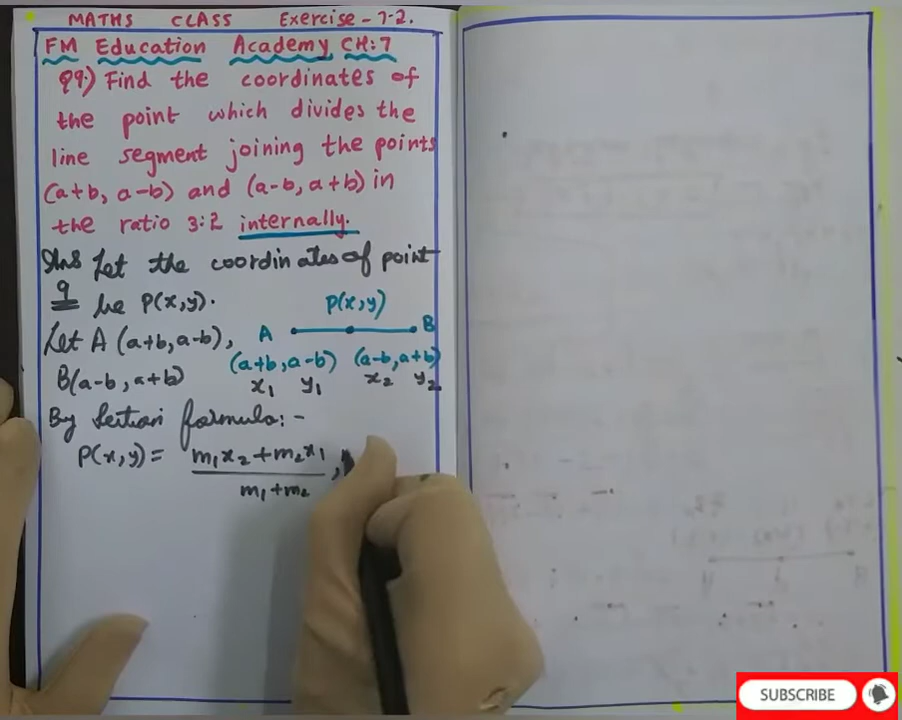 MATHS CLASS Exercise-7.2.
FM Education Academy CH:7
Q9.) Find the coordinates of
the point which divides the
line segment joining the points
(a+b, a-b) and (a-b, a+b) in
the ratio 3:2 internally.
Ans Let the coordinates of point
9 be P(x,y).
P(x,y)
Let A (a+b, a-b),
A B
B(a-b, a+b)
(a+b, a-b) (a-b, a+b)
x₁ y₁ x₂ y₂
By Section formula:-
P(x,y) = m₁x₂+m₂x₁ ,
m₁+m₂
SUBSCRIBE